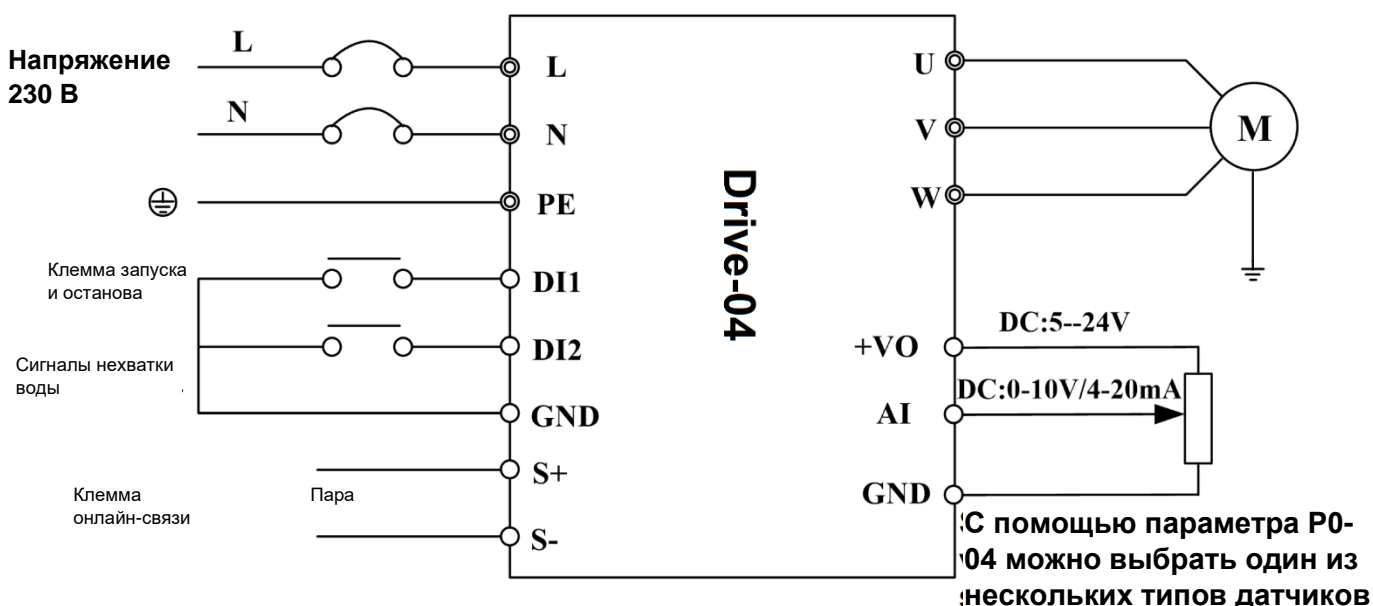 Напряжение
230 В
L
N
L
N
PE
Клемма запуска
и останова
DI1
Сигналы нехватки
воды
DI2
GND
S+
Клемма
онлайн-связи
Пара
S-
Drive-04
U
V
W
M
+VO
DC:5--24V
AI
DC:0-10V/4-20mA
GND
С помощью параметра P0-
04 можно выбрать один из
нескольких типов датчиков